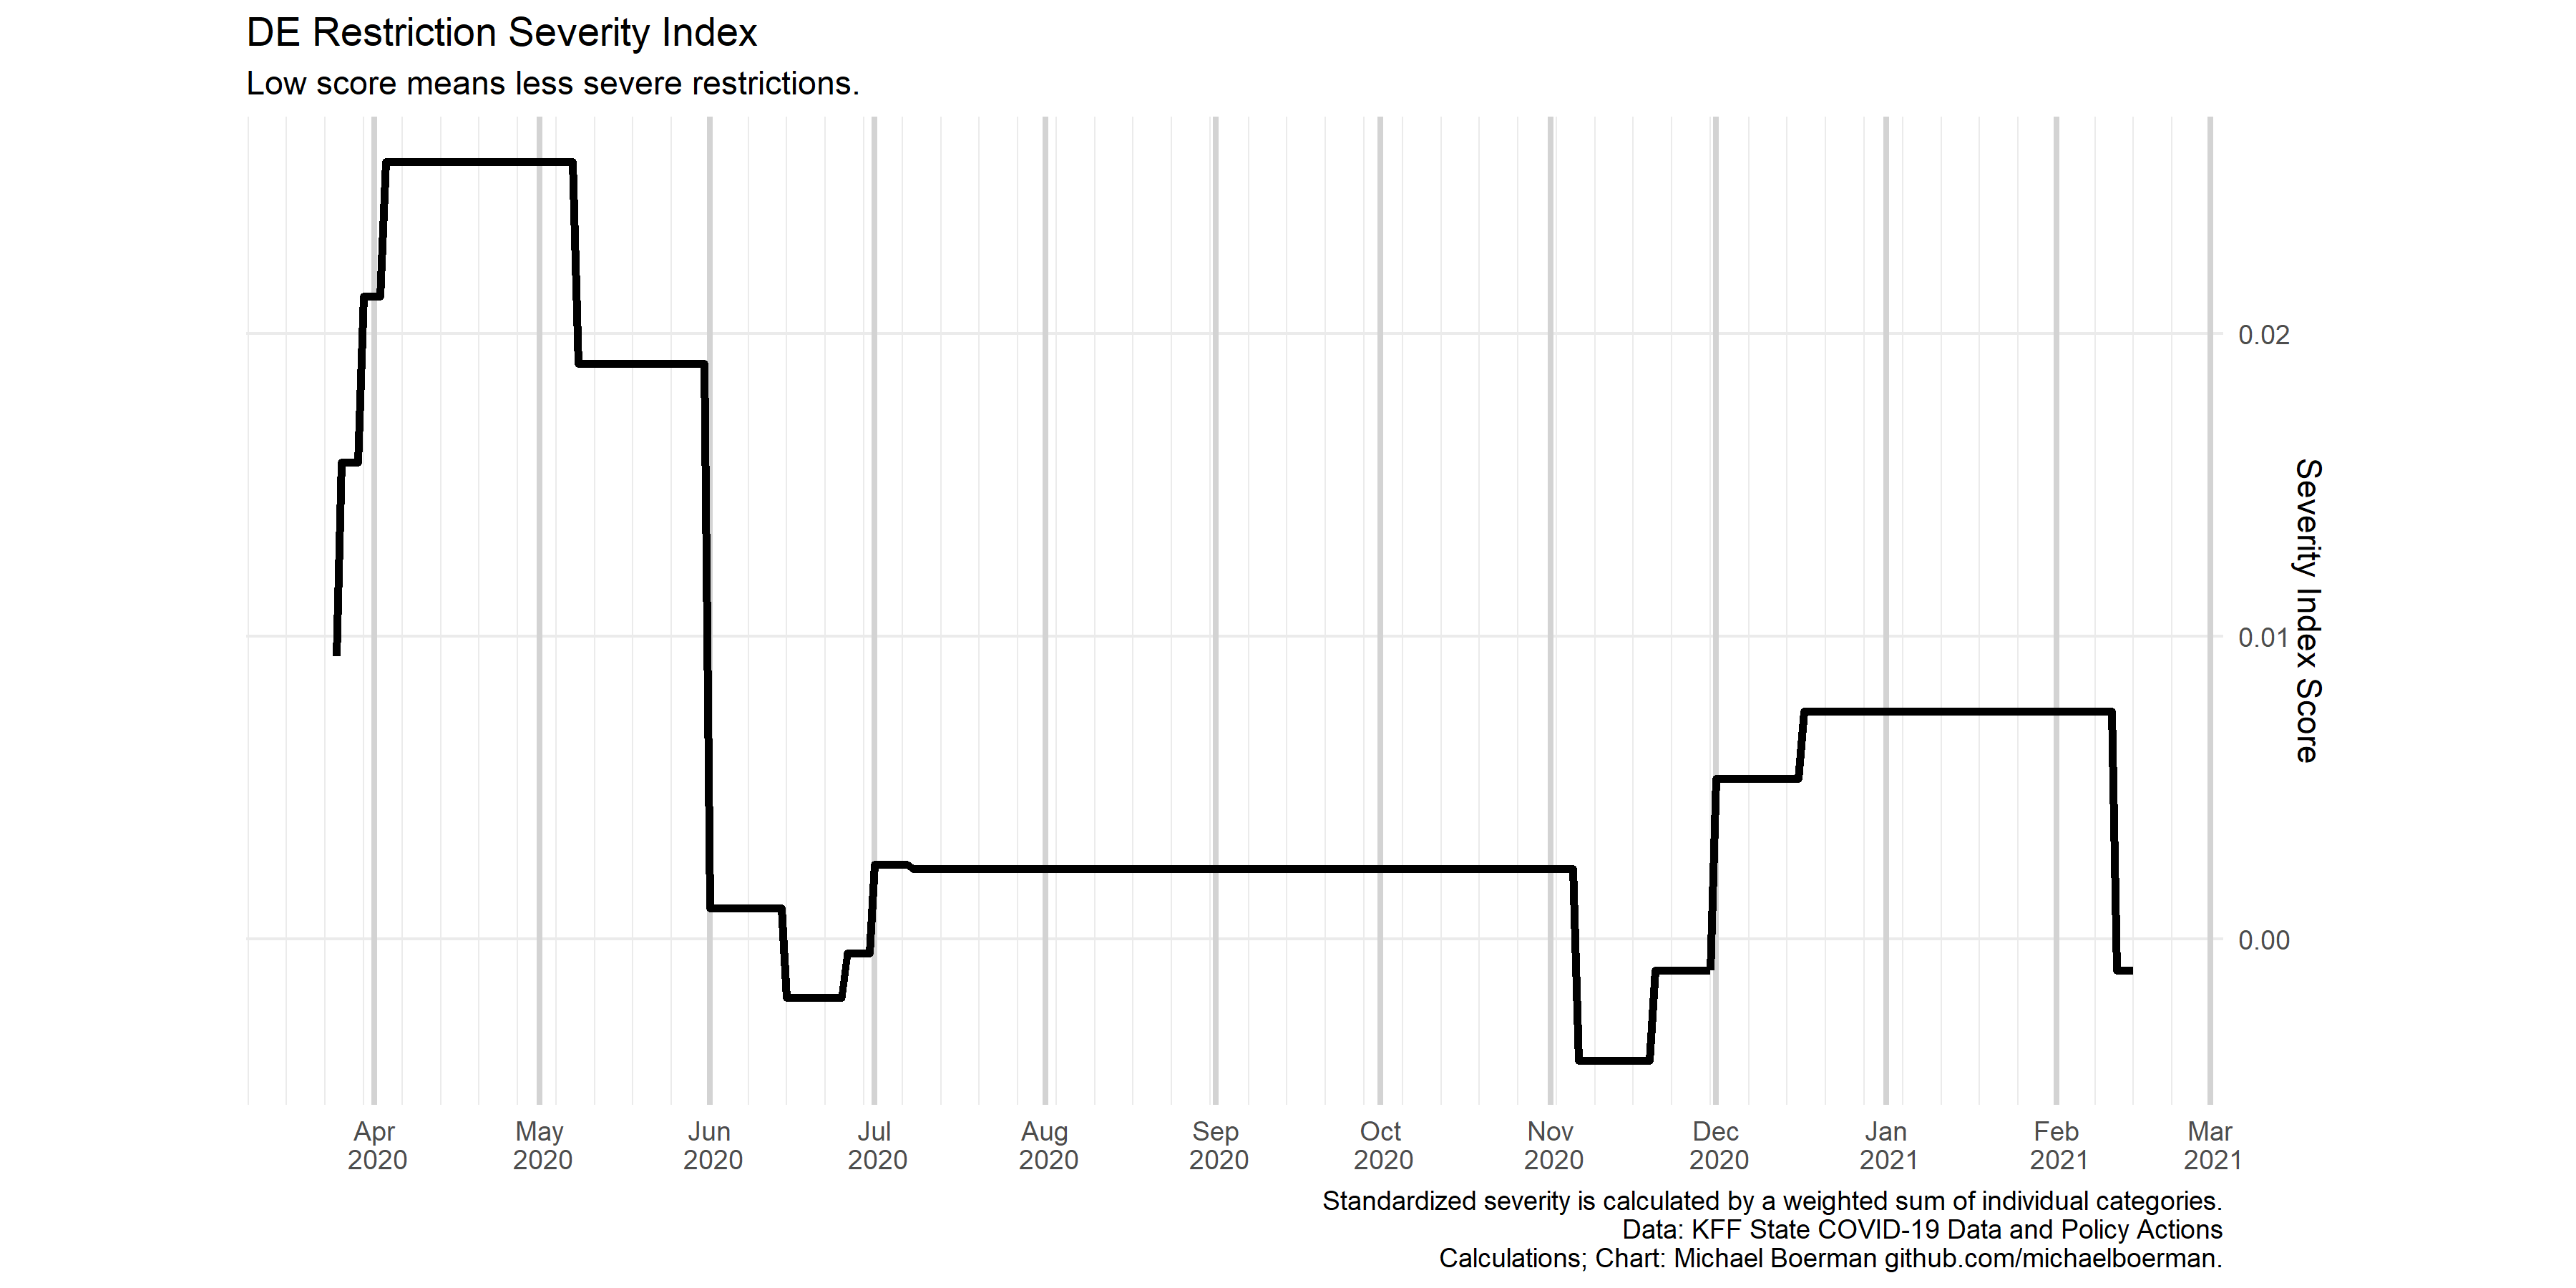 DE Restriction Severity Index
Low score means less severe restrictions.
0.02
0.01
0.00
Severity Index Score
Apr May Jun Jul Aug Sep Oct Nov Dec Jan Feb Mar
2020 2020 2020 2020 2020 2020 2020 2020 2020 2021 2021 2021
Standardized severity is calculated by a weighted sum of individual categories.
Data: KFF State COVID-19 Data and Policy Actions
Calculations; Chart: Michael Boerman github.com/michaelboerman.